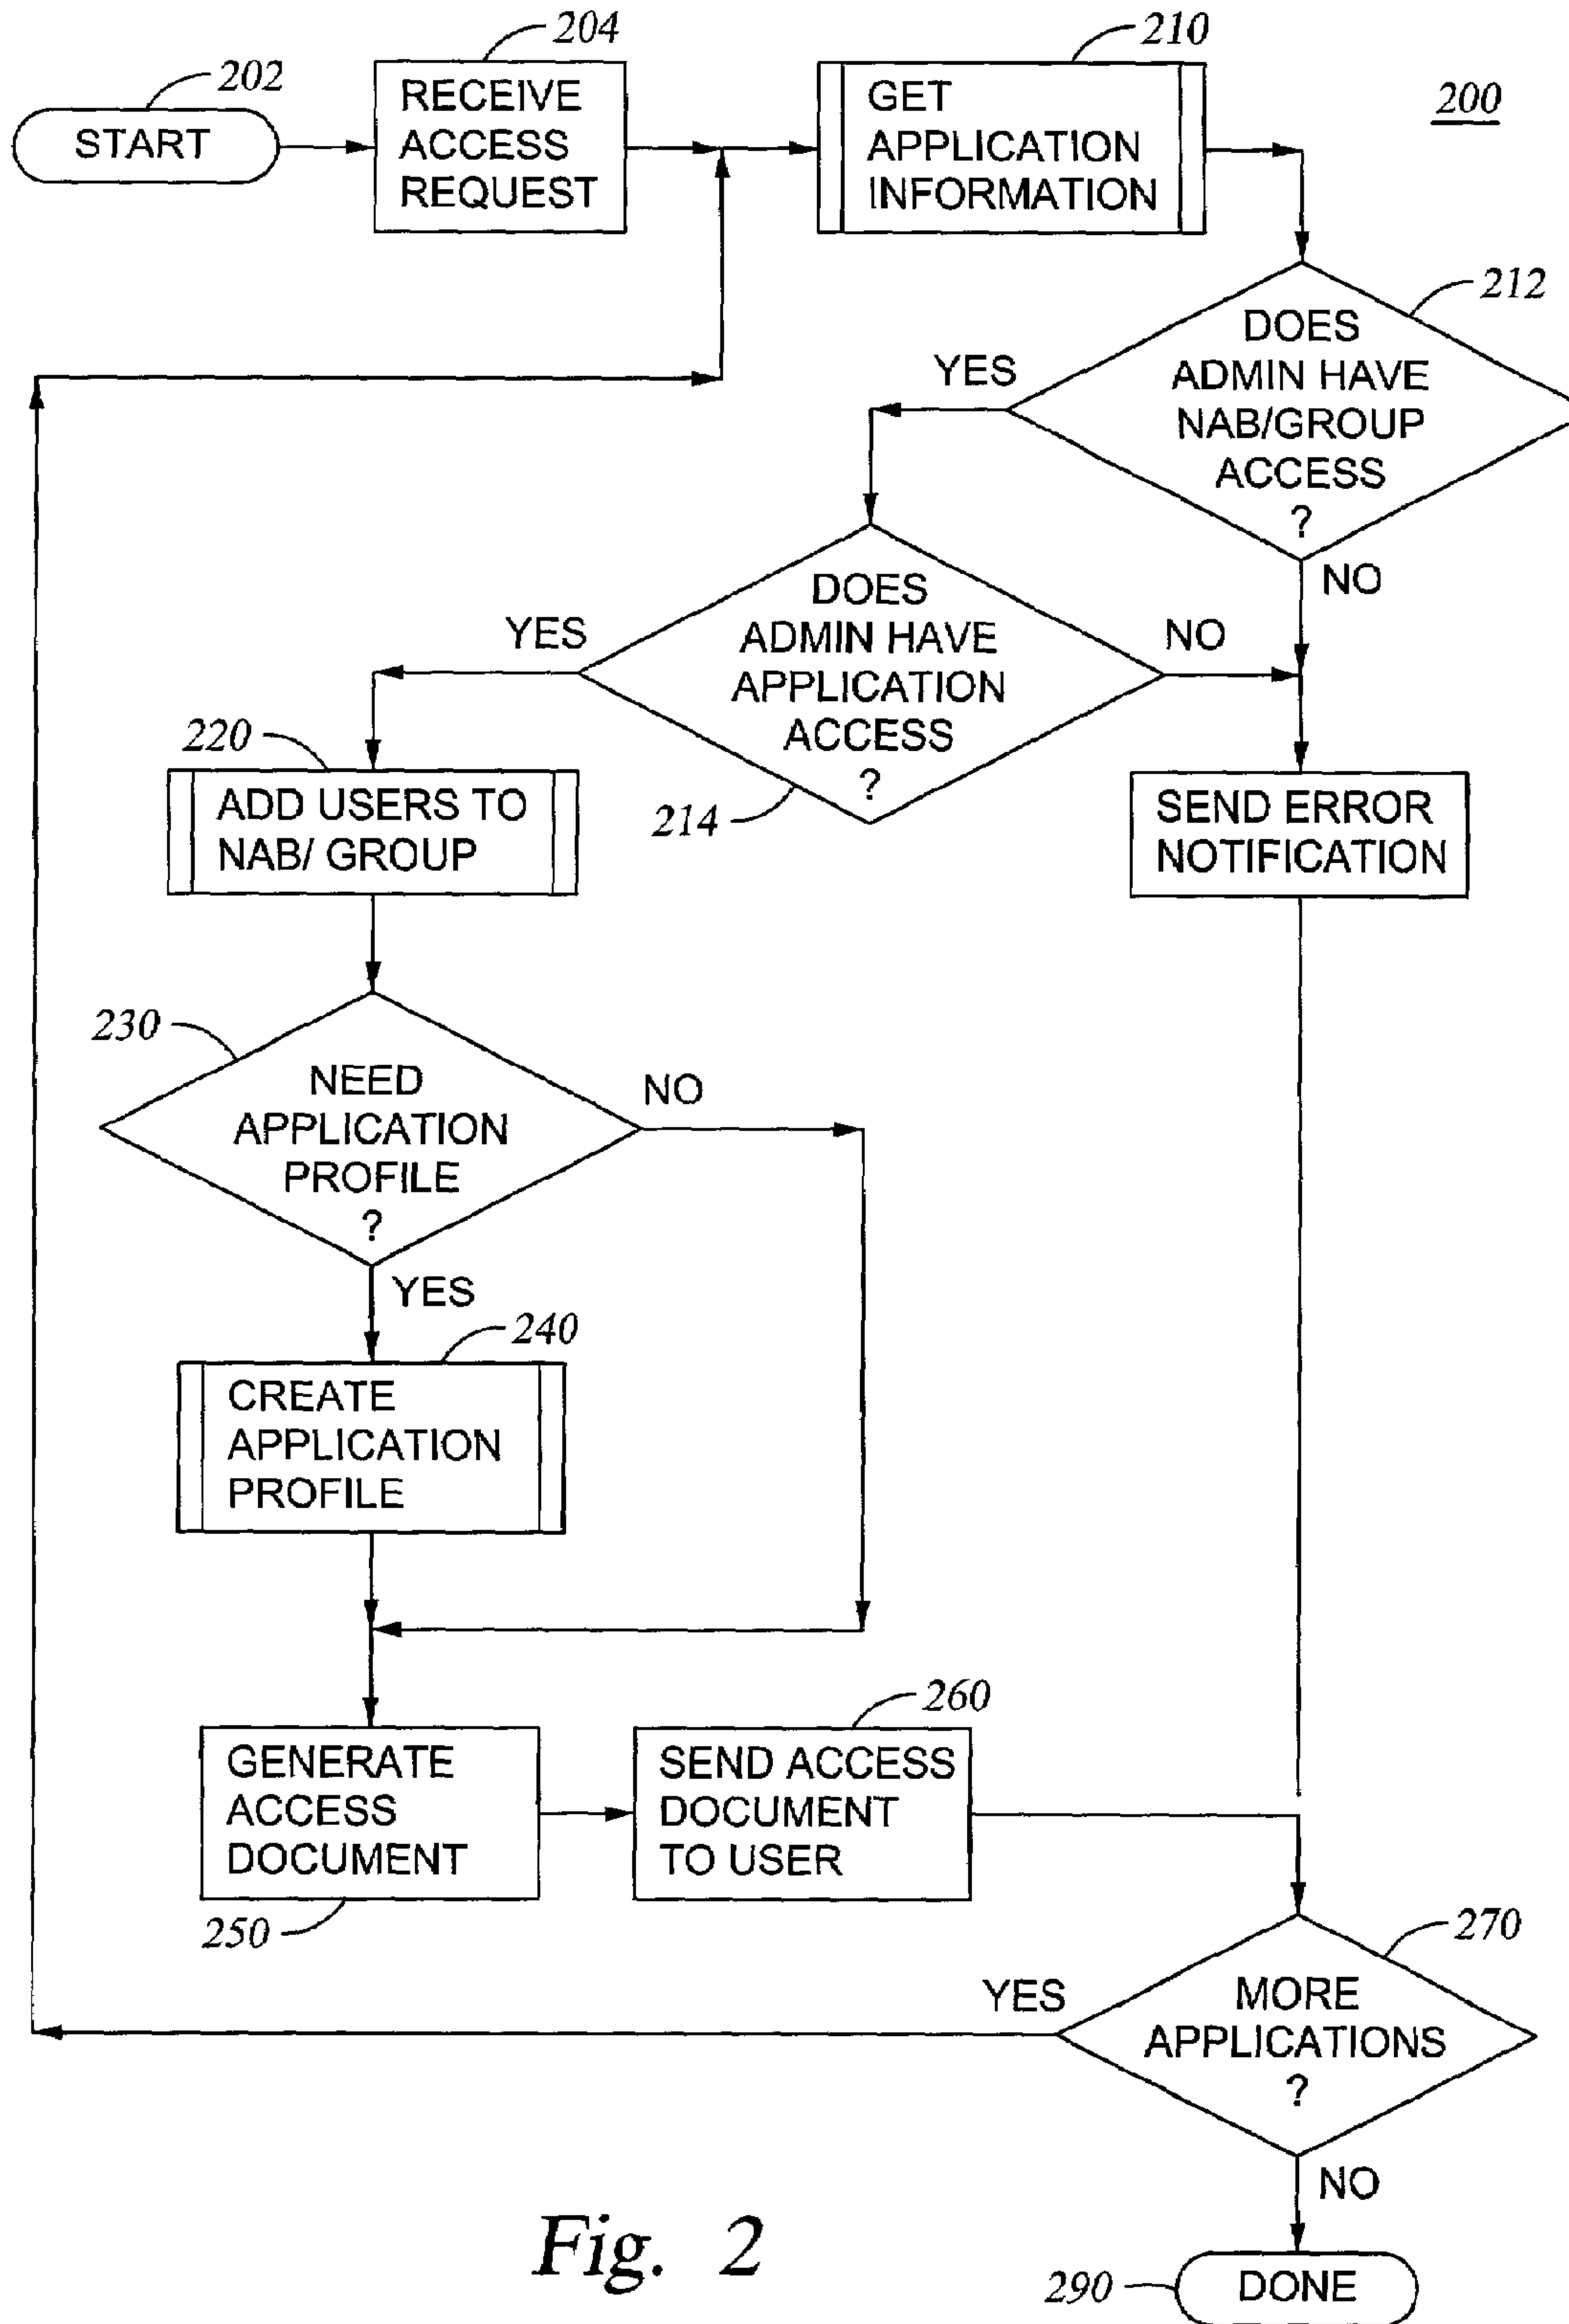 204
210
202
200
START
RECEIVE
ACCESS
REQUEST
GET
APPLICATION
INFORMATION
212
DOES
ADMIN HAVE
NAB/GROUP
ACCESS
?
YES
NO
DOES
ADMIN HAVE
APPLICATION
ACCESS
?
YES
NO
214
220
ADD USERS TO
NAB/ GROUP
SEND ERROR
NOTIFICATION
230
NEED
APPLICATION
PROFILE
?
NO
YES
240
CREATE
APPLICATION
PROFILE
260
GENERATE
ACCESS
DOCUMENT
SEND ACCESS
DOCUMENT
TO USER
250
270
YES
MORE
APPLICATIONS
?
NO
Fig. 2
290
DONE